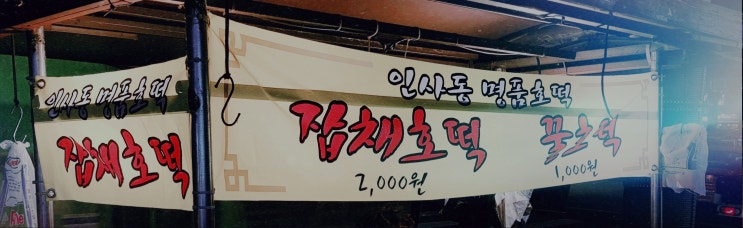 인사동 명품호떡
잡채호떡
인사동 명품호떡
잡채호떡
2,000원
꿀호떡
1,000원